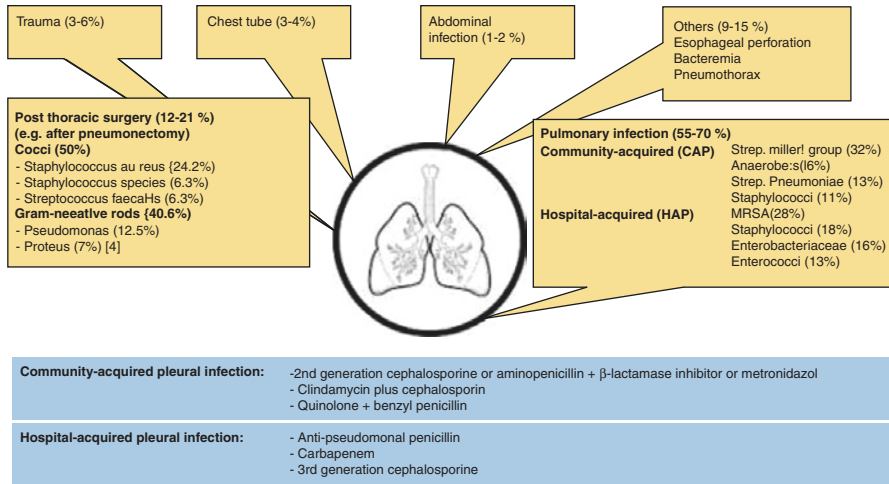 Trauma (3-6%)
Chest tube (3-4%)
Abdominal
infection (1-2 %)
Others (9-15 %)
Esophageal perforation
Bacteremia
Pneumothorax
Post thoracic surgery (12-21 %)
(e.g. after pneumonectomy)
Cocci (50%)
- Staphylococcus au reus {24.2%)
- Staphylococcus species (6.3%)
- Streptococcus faecaHs (6.3%)
Gram-neeatlve rods {40.6%)
- Pseudomonas (12.5%)
- Proteus (7%) [4]
Pulmonary infection (55-70 %)
Community-acquired (CAP) Strep. miller! group (32%)
Anaerobe:s(l6%)
Strep. Pneumoniae (13%)
Staphylococci (11%)
Hospital-acquired (HAP) MRSA(28%)
Staphylococci (18%)
Enterobacteriaceae (16%)
Enterococci (13%)
Community-acquired pleural infection: -2nd generation cephalosporine or aminopenicillin + β-lactamase inhibitor or metronidazol
- Clindamycin plus cephalosporin
- Quinolone + benzyl penicillin
Hospital-acquired pleural infection: - Anti-pseudomonal penicillin
- Carbapenem
- 3rd generation cephalosporine